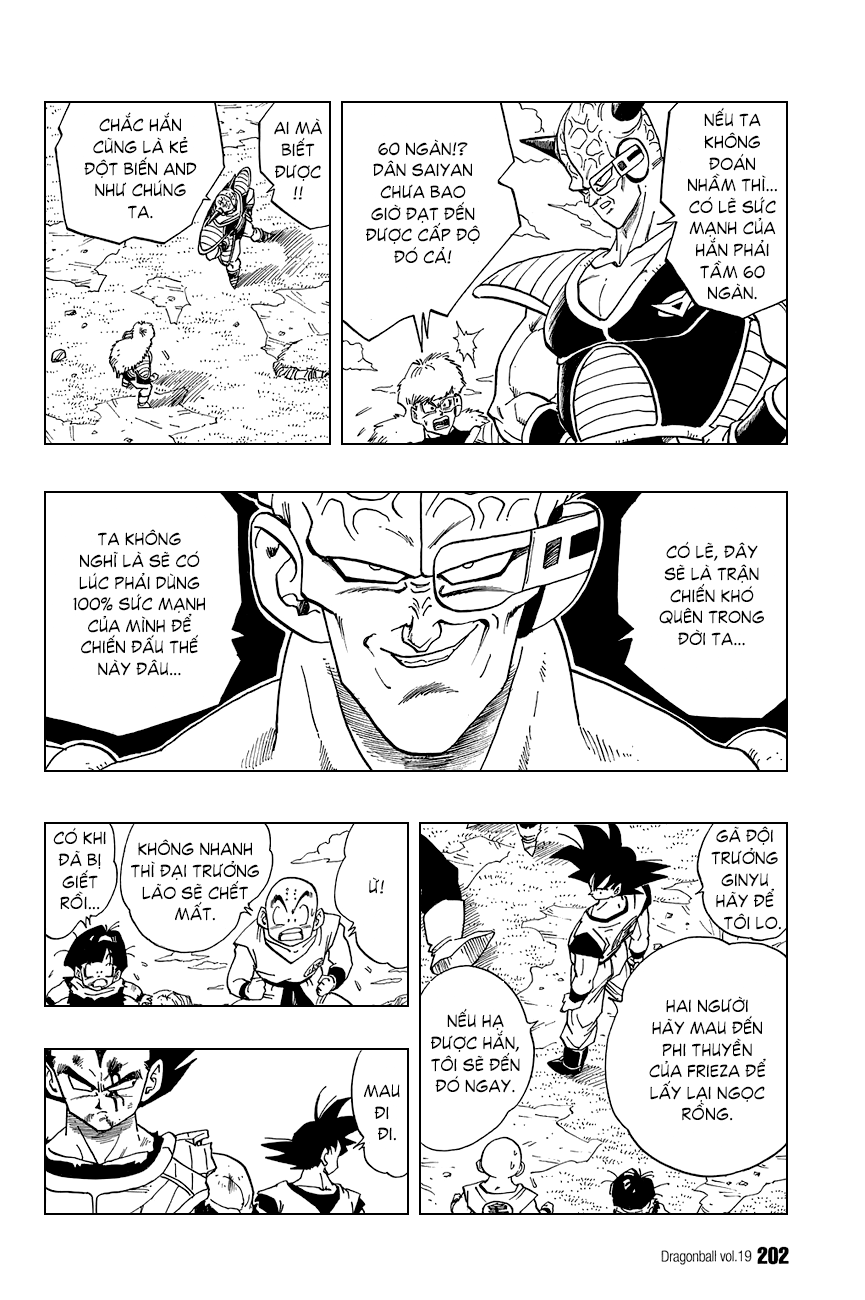 NẾU TA
KHÔNG
ĐOÁN
NHẦM THÌ...
CÓ LẼ SỨC
MẠNH CỦA
HẮN PHẢI
TẦM 60
NGÀN.
60 NGÀN!?
DÂN SAIYAN
CHƯA BAO
GIỜ ĐẠT ĐẾN
ĐƯỢC CẤP ĐỘ
ĐÓ CẢ!
AI MÀ
BIẾT
ĐƯỢC
!!
CHẮC HẮN
CŨNG LÀ KẺ
ĐỘT BIẾN AND
NHƯ CHÚNG
TA.
CÓ LẼ, ĐÂY
SẼ LÀ TRẬN
CHIẾN KHÓ
QUÊN TRONG
ĐỜI TA...
TA KHÔNG
NGHĨ LÀ SẼ CÓ
LÚC PHẢI DÙNG
100% SỨC MẠNH
CỦA MÌNH ĐỂ
CHIẾN ĐẤU THẾ
NÀY ĐÂU...
GÃ ĐỘI
TRƯỞNG
GINYU
HÃY ĐỂ
TÔI LO.
HAI NGƯỜI
HÃY MAU ĐẾN
PHI THUYỀN
CỦA FRIEZA ĐỂ
LẤY LẠI NGỌC
RỒNG.
NẾU HẠ
ĐƯỢC HẮN,
TÔI SẼ ĐẾN
ĐÓ NGAY.
Ừ!
KHÔNG NHANH
THÌ ĐẠI TRƯỞNG
LÃO SẼ CHẾT
MẤT.
CÓ KHI
ĐÃ BỊ
GIẾT
RỒI...
MAU
ĐI
ĐI.
Dragonball vol.19 202